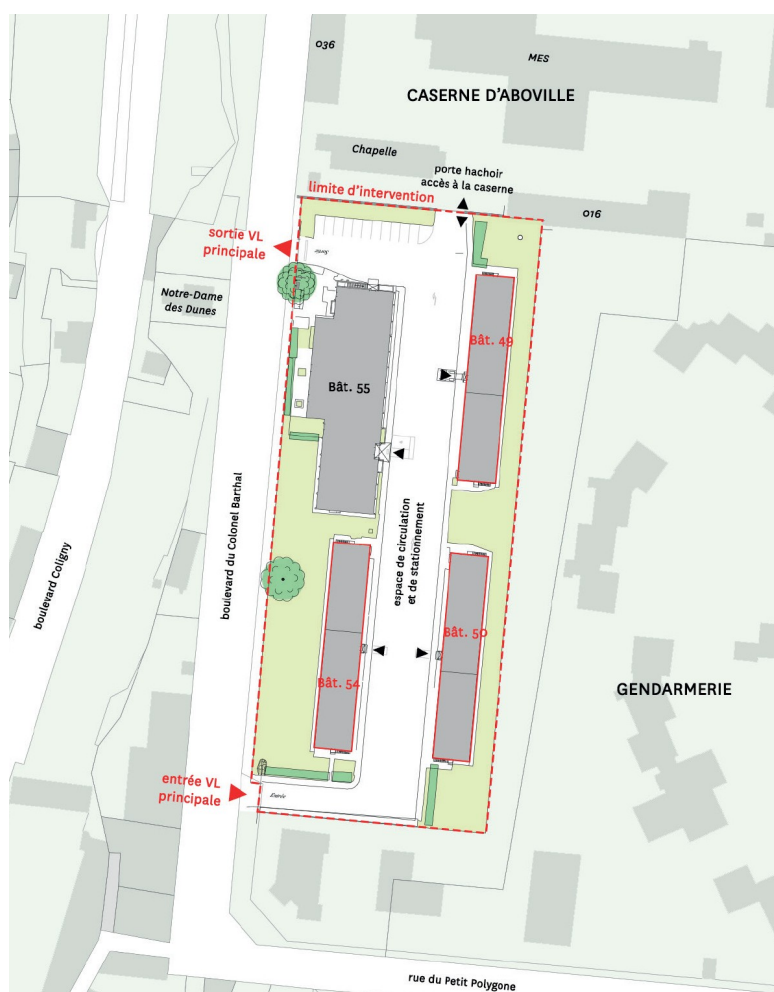 036
MES
CASERNE D'ABOVILLE
Chapelle
porte hachoir
accès à la caserne
limite d'intervention
016
sortie VL
principale
Sortie
Notre-Dame
des Dunes
Bât. 49
Bât. 55
boulevard Coligny
boulevard du Colonel Barthal
espace de circulation
et de stationnement
Bât. 50
Bât. 54
GENDARMERIE
entrée VL
principale
Entrée
rue du Petit Polygone